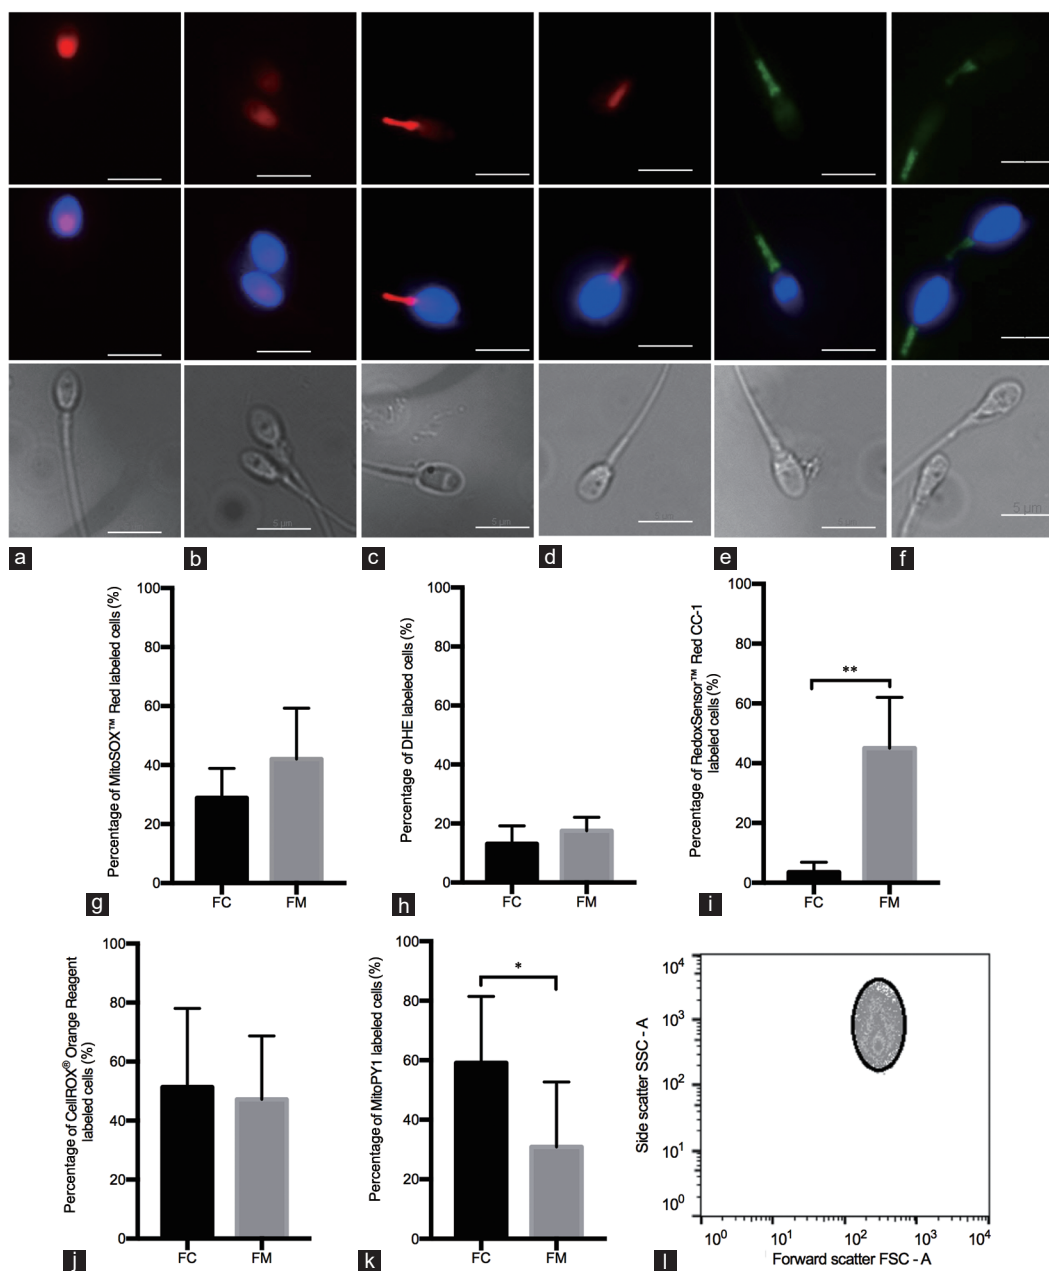 5 μm
5 μm
5 μm
5 μm
5 μm
a
b
c
d
e
f
Percentage of MitoSOX™ Red labeled cells (%)
100
80
60
40
20
0
FC
FM
g
Percentage of DHE labeled cells (%)
100
80
60
40
20
0
FC
FM
h
Percentage of RedoxSensor™ Red CC-1
labeled cells (%)
100
80
60
40
20
0
**
FC
FM
i
Percentage of CellROX® Orange Reagent
labeled cells (%)
100
80
60
40
20
0
FC
FM
j
Percentage of MitoPY1 labeled cells (%)
100
80
60
40
20
0
*
FC
FM
k
Side scatter SSC - A
10⁴
10³
10²
10¹
10⁰
10⁰
10¹
10²
10³
10⁴
Forward scatter FSC - A
l